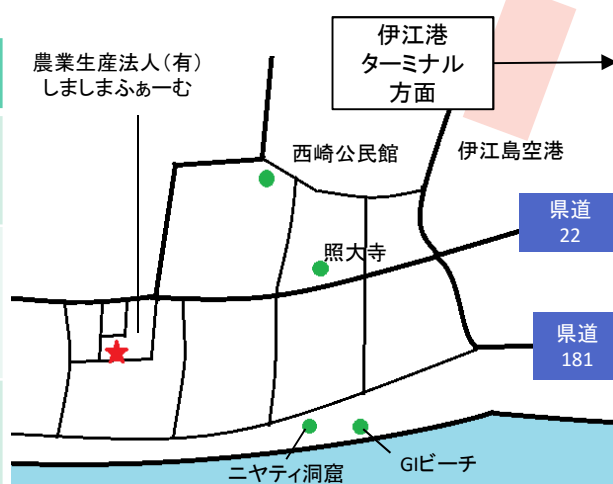 農業生産法人(有)
しましまふぁーむ
伊江港
ターミナル
方面
西崎公民館
伊江島空港
県道
22
照大寺
県道
181
ニヤティ洞窟
GIビーチ